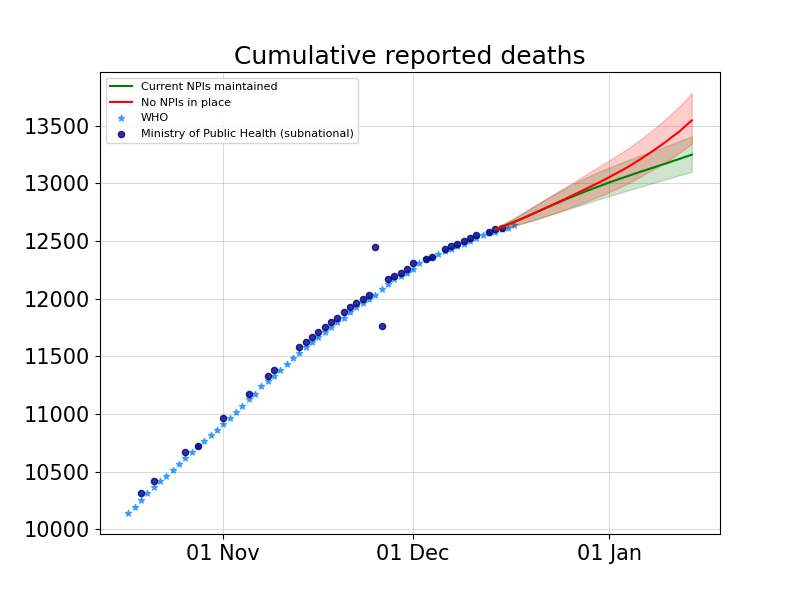 Cumulative reported deaths
Current NPIs maintained
No NPIs in place
WHO
Ministry of Public Health (subnational)
13500
13000
12500
12000
11500
11000
10500
10000
01 Nov
01 Dec
01 Jan